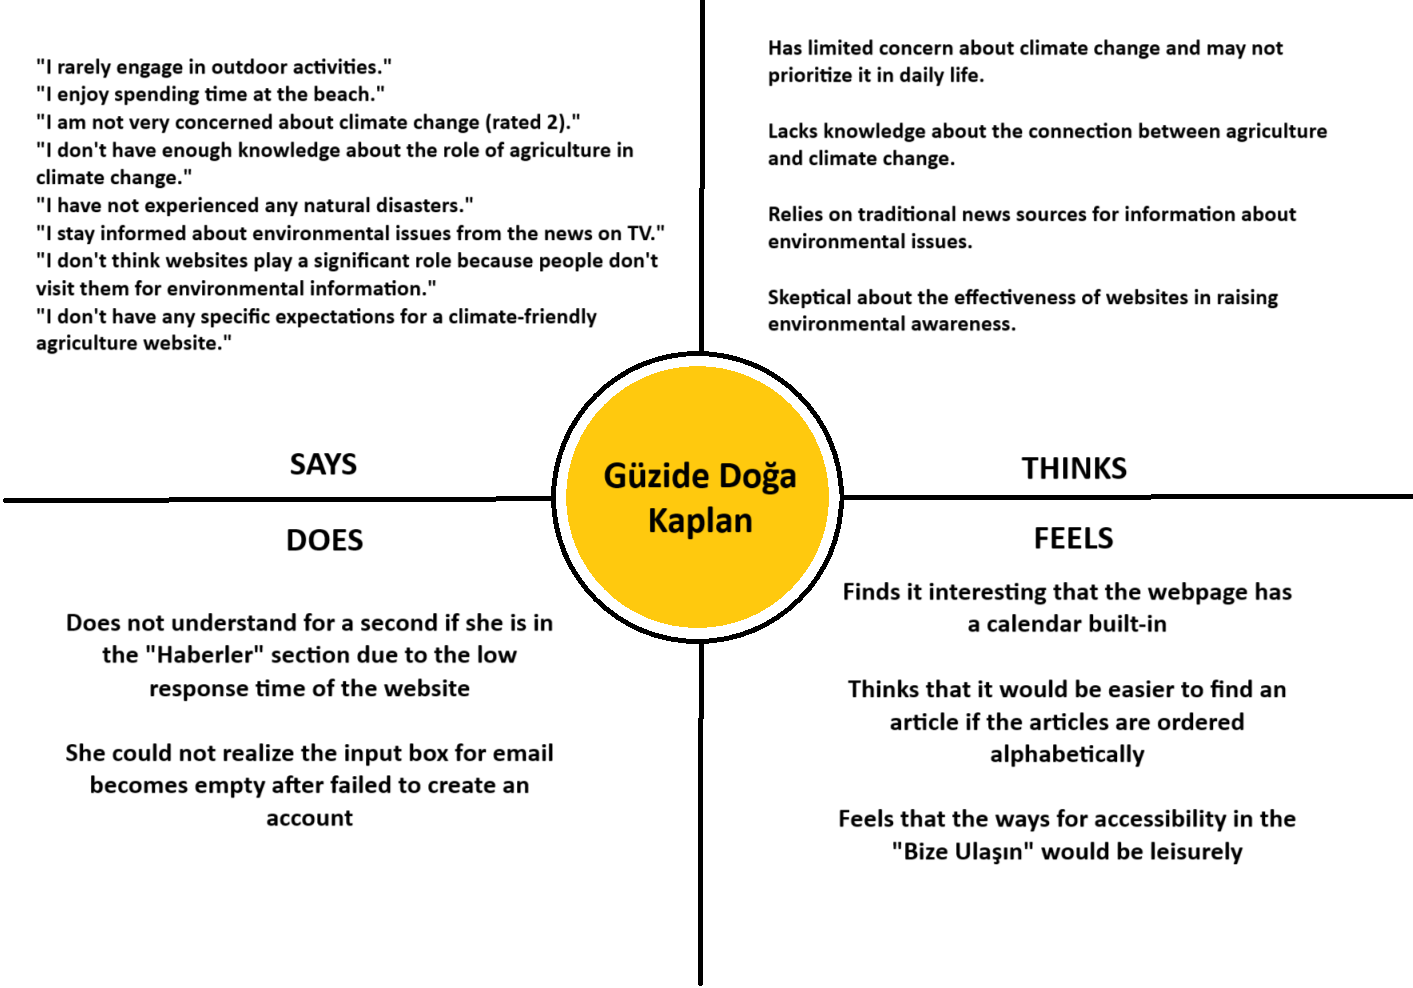 "I rarely engage in outdoor activities."
"I enjoy spending time at the beach."
"I am not very concerned about climate change (rated 2)."
"I don't have enough knowledge about the role of agriculture in
climate change."
"I have not experienced any natural disasters."
"I stay informed about environmental issues from the news on TV."
"I don't think websites play a significant role because people don't
visit them for environmental information."
"I don't have any specific expectations for a climate-friendly
agriculture website."
SAYS
Has limited concern about climate change and may not
prioritize it in daily life.
Lacks knowledge about the connection between agriculture
and climate change.
Relies on traditional news sources for information about
environmental issues.
Skeptical about the effectiveness of websites in raising
environmental awareness.
THINKS
Güzide Doğa
Kaplan
DOES
Does not understand for a second if she is in
the "Haberler" section due to the low
response time of the website
She could not realize the input box for email
becomes empty after failed to create an
account
FEELS
Finds it interesting that the webpage has
a calendar built-in
Thinks that it would be easier to find an
article if the articles are ordered
alphabetically
Feels that the ways for accessibility in the
"Bize Ulaşın" would be leisurely